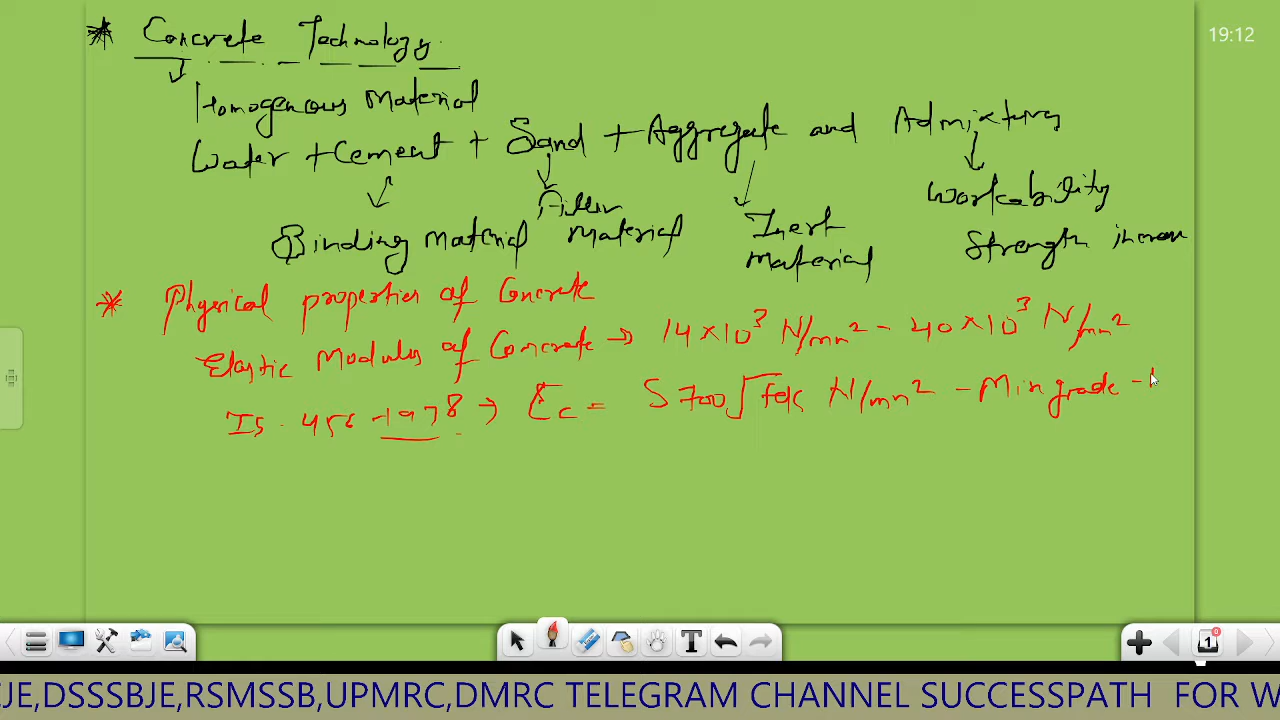 * Concrete Technology
19:12
Homogenous Material
Water + Cement + Sand + Aggregate and Admixtures
Binding Material
Filler Material
Inert Material
Workability
Strength increase
* Physical properties of Concrete
Elastic Modulus of Concrete → 14×10³ N/mm² - 40×10³ N/mm²
IS. 456 - 1978 → Ec = 5700√fck N/mm² - Min grade -
CJE,DSSSBJE,RSMSSB,UPMRC,DMRC TELEGRAM CHANNEL SUCCESSPATH FOR W